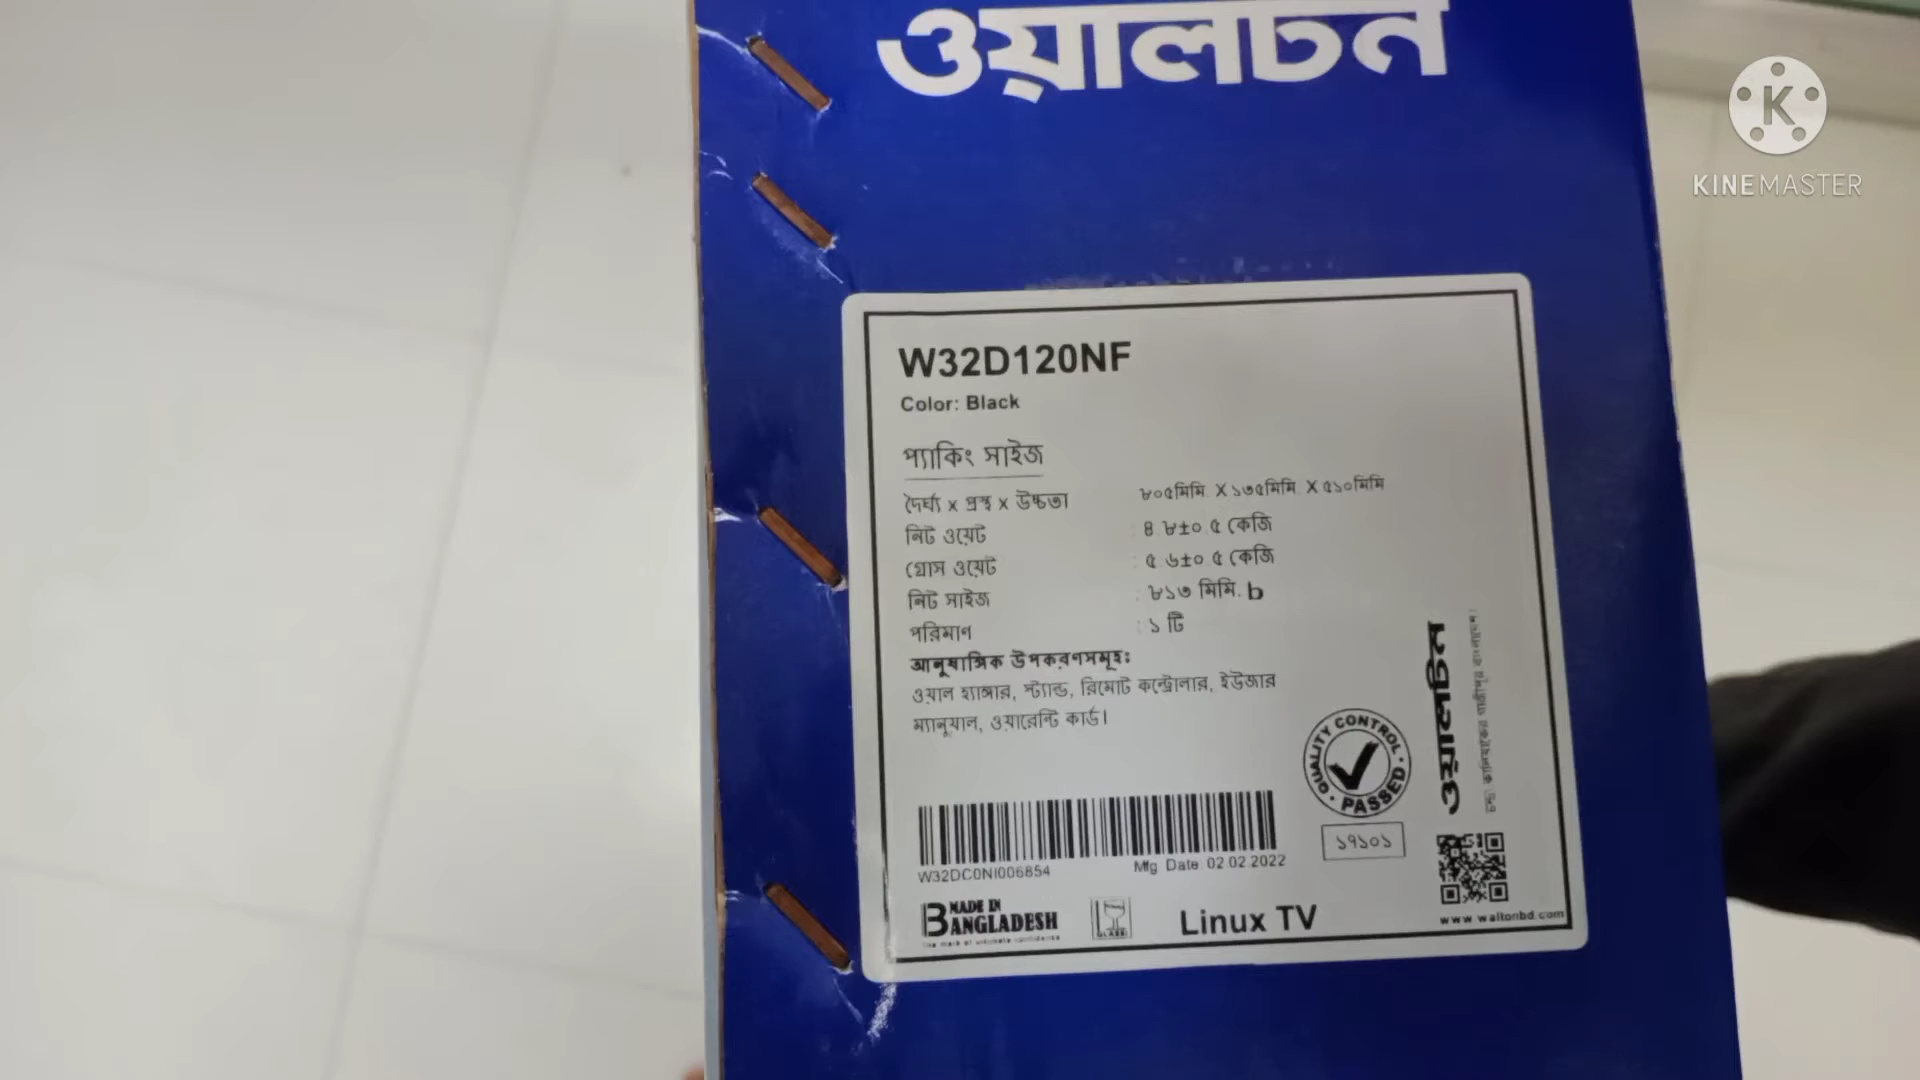 ওয়ালটন
KINEMASTER
W32D120NF
Color: Black
প্যাকিং সাইজ
দৈর্ঘ্য x প্রস্থ x উচ্চতা ৮০৫মিমি. X ১৩৫মিমি. X ৫১০মিমি
নিট ওয়েট : ৪.৮±০.৫ কেজি
গ্রোস ওয়েট : ৫.৬±০.৫ কেজি
নিট সাইজ : ৮১৩ মিমি. b
পরিমাণ : ১ টি
আনুষাঙ্গিক উপকরণসমূহঃ
ওয়াল হ্যাঙ্গার, স্ট্যান্ড, রিমোট কন্ট্রোলার, ইউজার
ম্যানুয়াল, ওয়ারেন্টি কার্ড।
QUALITY CONTROL PASSED
১৭১০১
ওয়ালটন
W32DC0NI006854 Mfg. Date: 02.02.2022
MADE IN
BANGLADESH
GLASS
Linux TV
www.waltonbd.com